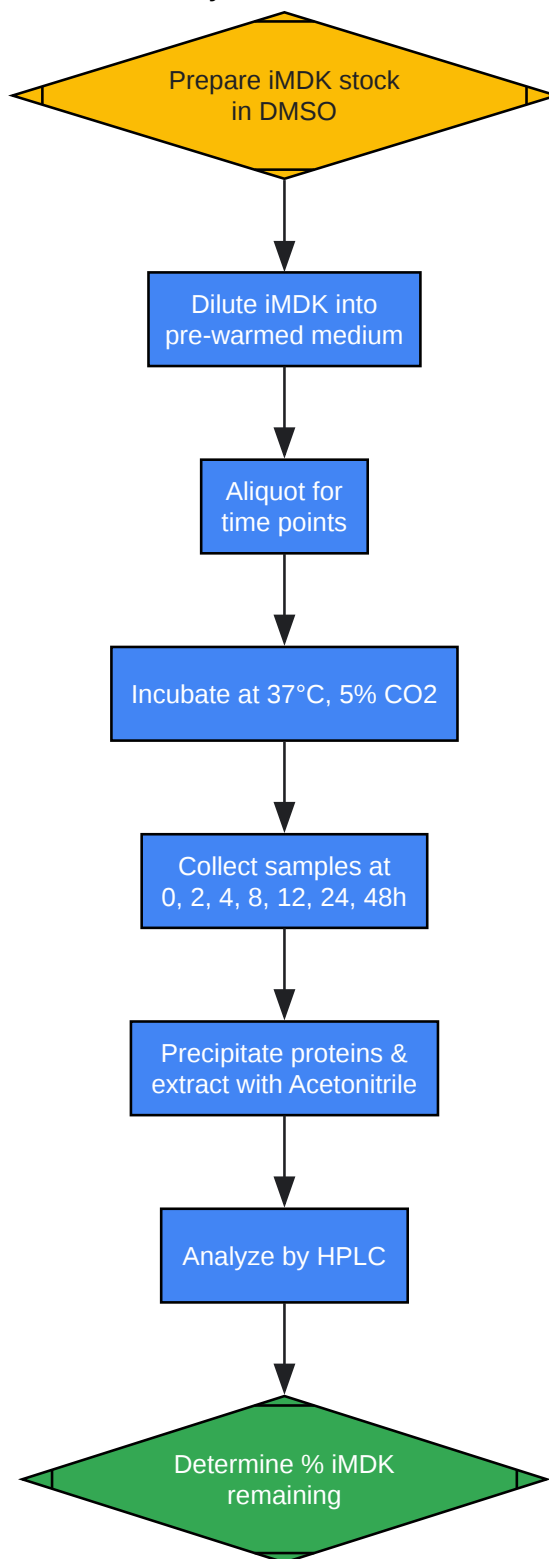 Prepare iMDK stock
in DMSO
Dilute iMDK into
pre-warmed medium
Aliquot for
time points
Incubate at 37°C, 5% CO2
Collect samples at
0, 2, 4, 8, 12, 24, 48h
Precipitate proteins &
extract with Acetonitrile
Analyze by HPLC
Determine % iMDK
remaining